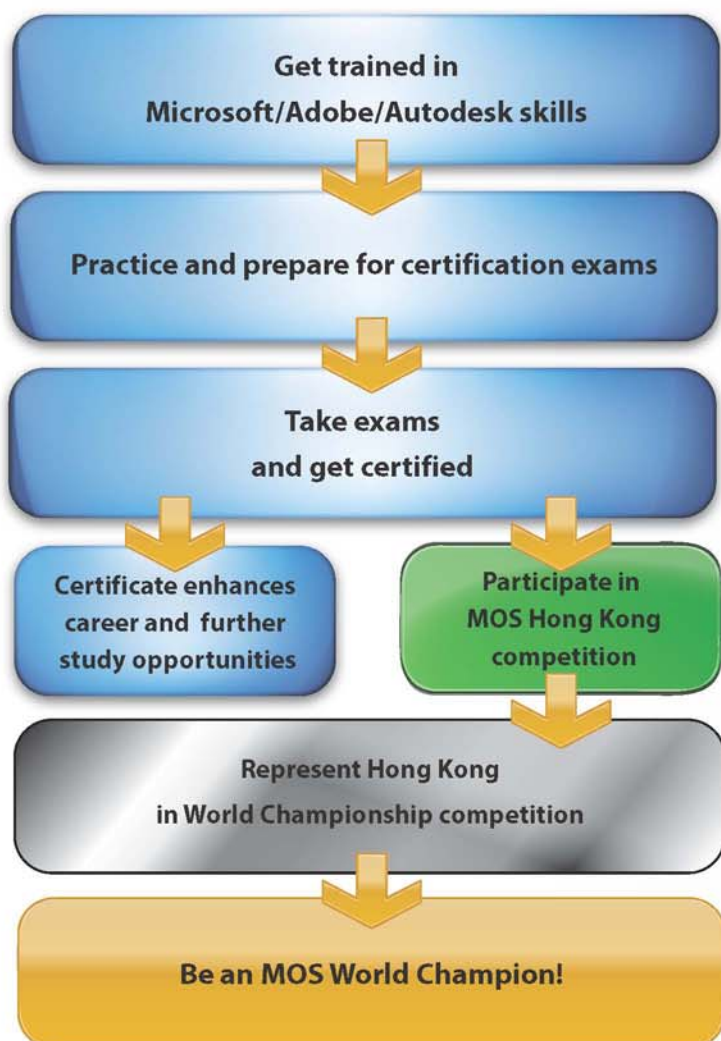 Get trained in
Microsoft/Adobe/Autodesk skills
Practice and prepare for certification exams
Take exams
and get certified
Certificate enhances
career and further
study opportunities
Participate in
MOS Hong Kong
competition
Represent Hong Kong
in World Championship competition
Be an MOS World Champion!